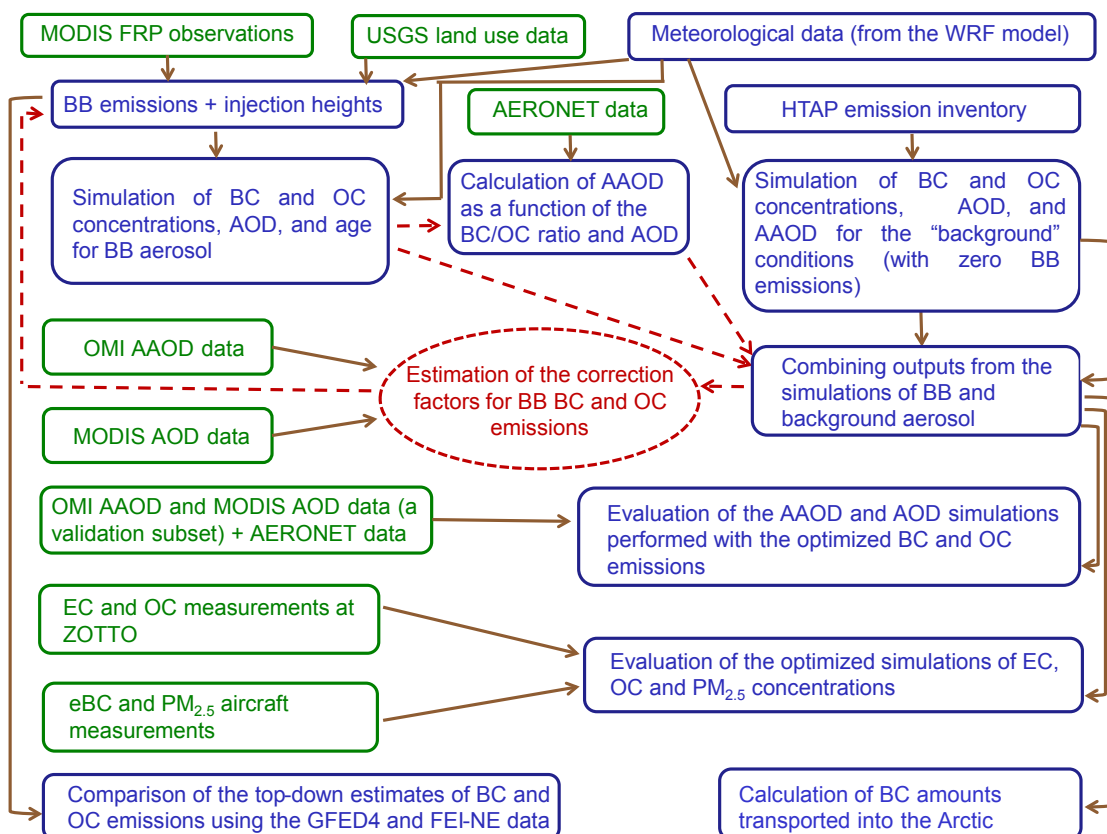 MODIS FRP observations
USGS land use data
Meteorological data (from the WRF model)
BB emissions + injection heights
AERONET data
HTAP emission inventory
Simulation of BC and OC
concentrations, AOD, and age
for BB aerosol
Calculation of AAOD
as a function of the
BC/OC ratio and AOD
Simulation of BC and OC
concentrations, AOD, and
AAOD for the “background”
conditions (with zero BB
emissions)
OMI AAOD data
Estimation of the correction
factors for BB BC and OC
emissions
Combining outputs from the
simulations of BB and
background aerosol
MODIS AOD data
OMI AAOD and MODIS AOD data (a
validation subset) + AERONET data
Evaluation of the AAOD and AOD simulations
performed with the optimized BC and OC
emissions
EC and OC measurements at
ZOTTO
Evaluation of the optimized simulations of EC,
OC and PM2.5 concentrations
eBC and PM2.5 aircraft
measurements
Comparison of the top-down estimates of BC and
OC emissions using the GFED4 and FEI-NE data
Calculation of BC amounts
transported into the Arctic